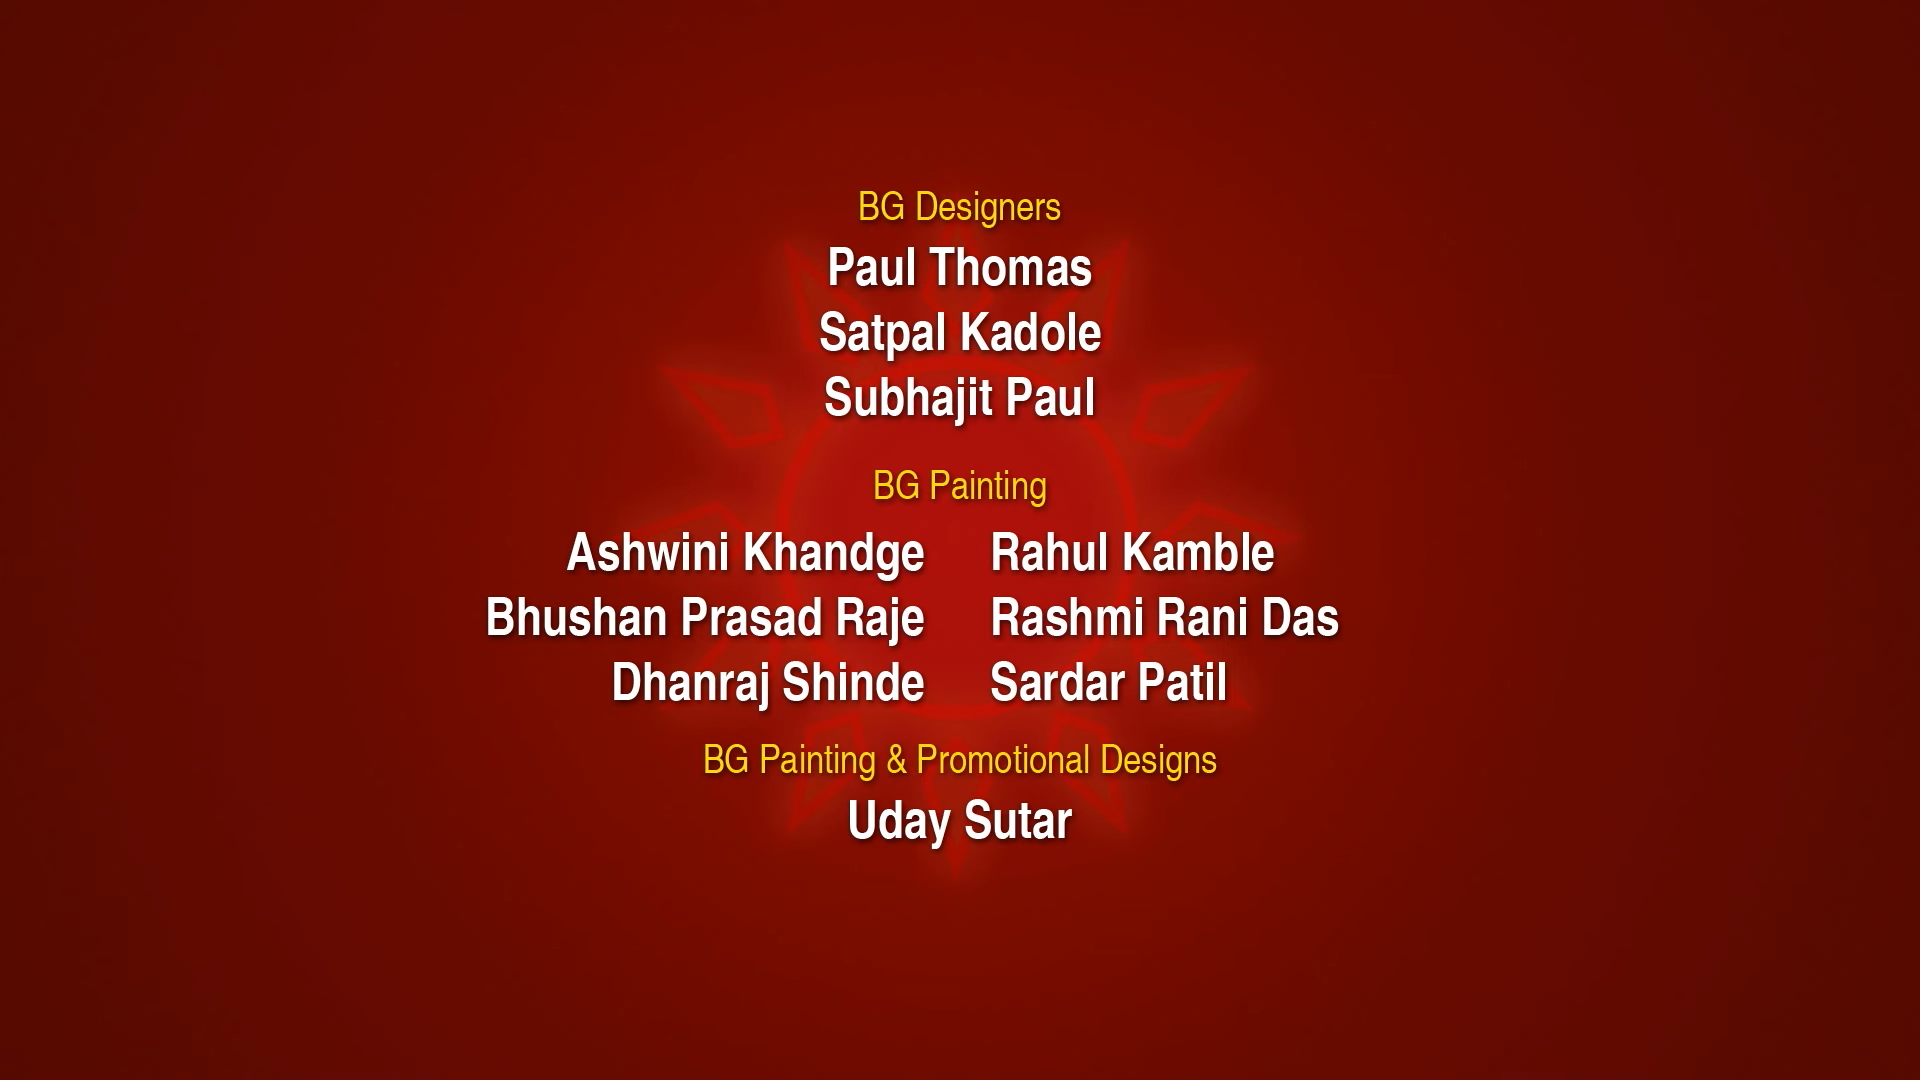 BG Designers
Paul Thomas
Satpal Kadole
Subhajit Paul
BG Painting
Ashwini Khandge Rahul Kamble
Bhushan Prasad Raje Rashmi Rani Das
Dhanraj Shinde Sardar Patil
BG Painting & Promotional Designs
Uday Sutar